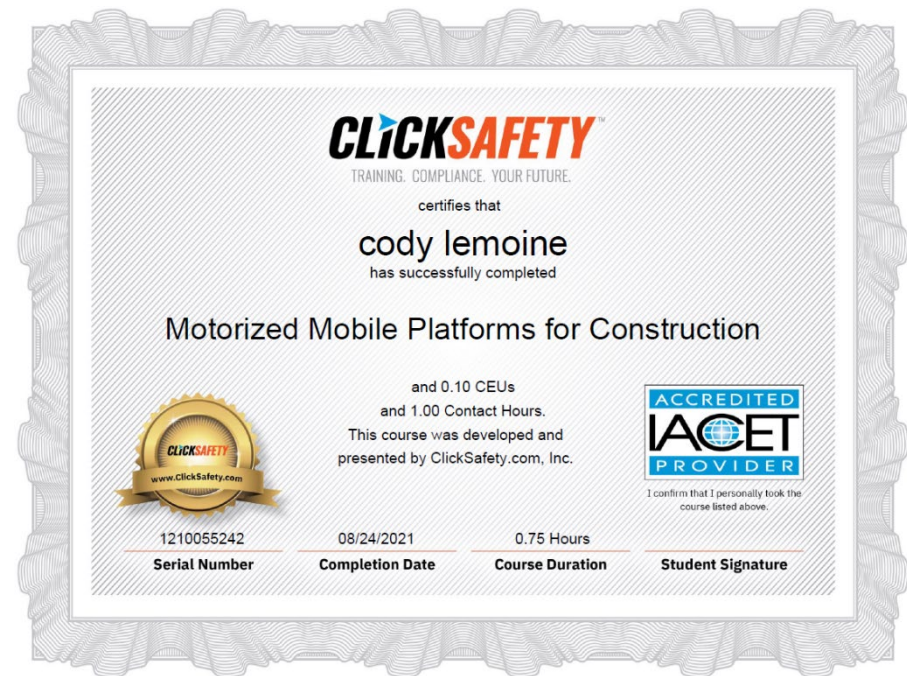 CLICKSAFETY™
TRAINING. COMPLIANCE. YOUR FUTURE.
certifies that
cody lemoine
has successfully completed
Motorized Mobile Platforms for Construction
and 0.10 CEUs
and 1.00 Contact Hours.
This course was developed and
presented by ClickSafety.com, Inc.
CLICKSAFETY
www.ClickSafety.com
ACCREDITED
IACET
PROVIDER
I confirm that I personally took the
course listed above.
1210055242 08/24/2021 0.75 Hours
Serial Number Completion Date Course Duration Student Signature